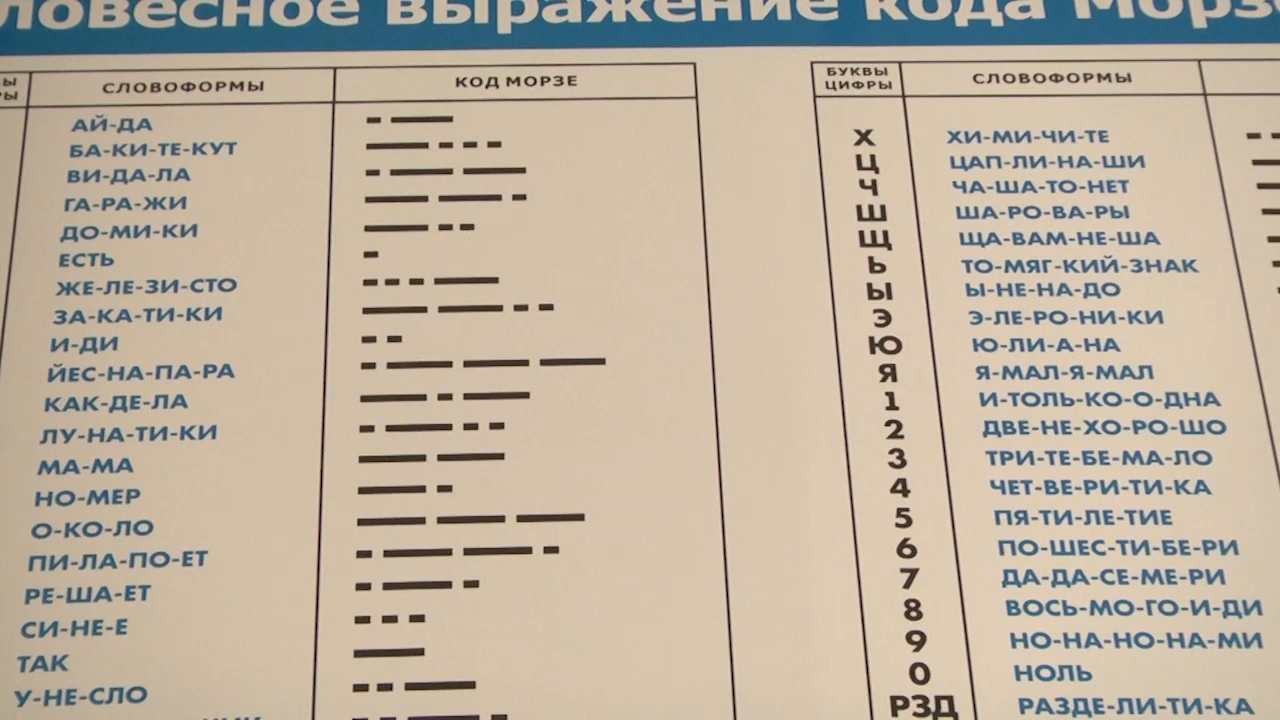 словесное выражение кода Морзе
СЛОВОФОРМЫ КОД МОРЗЕ
АЙ-ДА
БА-КИ-ТЕ-КУТ
ВИ-ДА-ЛА
ГА-РА-ЖИ
ДО-МИ-КИ
ЕСТЬ
ЖЕ-ЛЕ-ЗИ-СТО
ЗА-КА-ТИ-КИ
И-ДИ
ЙЕС-НА-ПА-РА
КАК-ДЕ-ЛА
ЛУ-НА-ТИ-КИ
МА-МА
НО-МЕР
О-КО-ЛО
ПИ-ЛА-ПО-ЕТ
РЕ-ША-ЕТ
СИ-НЕ-Е
ТАК
У-НЕ-СЛО
БУКВЫ
ЦИФРЫ СЛОВОФОРМЫ
Х ХИ-МИ-ЧИ-ТЕ
Ц ЦАП-ЛИ-НА-ШИ
Ч ЧА-ША-ТО-НЕТ
Ш ША-РО-ВА-РЫ
Щ ЩА-ВАМ-НЕ-ША
Ь ТО-МЯГ-КИЙ-ЗНАК
Ы Ы-НЕ-НА-ДО
Э Э-ЛЕ-РО-НИ-КИ
Ю Ю-ЛИ-А-НА
Я Я-МАЛ-Я-МАЛ
1 И-ТОЛЬ-КО-О-ДНА
2 ДВЕ-НЕ-ХО-РО-ШО
3 ТРИ-ТЕ-БЕ-МА-ЛО
4 ЧЕТ-ВЕ-РИ-ТИ-КА
5 ПЯ-ТИ-ЛЕ-ТИЕ
6 ПО-ШЕС-ТИ-БЕ-РИ
7 ДА-ДА-СЕ-МЕ-РИ
8 ВОСЬ-МО-ГО-И-ДИ
9 НО-НА-НО-НА-МИ
0 НОЛЬ
РЗД РАЗДЕ-ЛИ-ТИ-КА